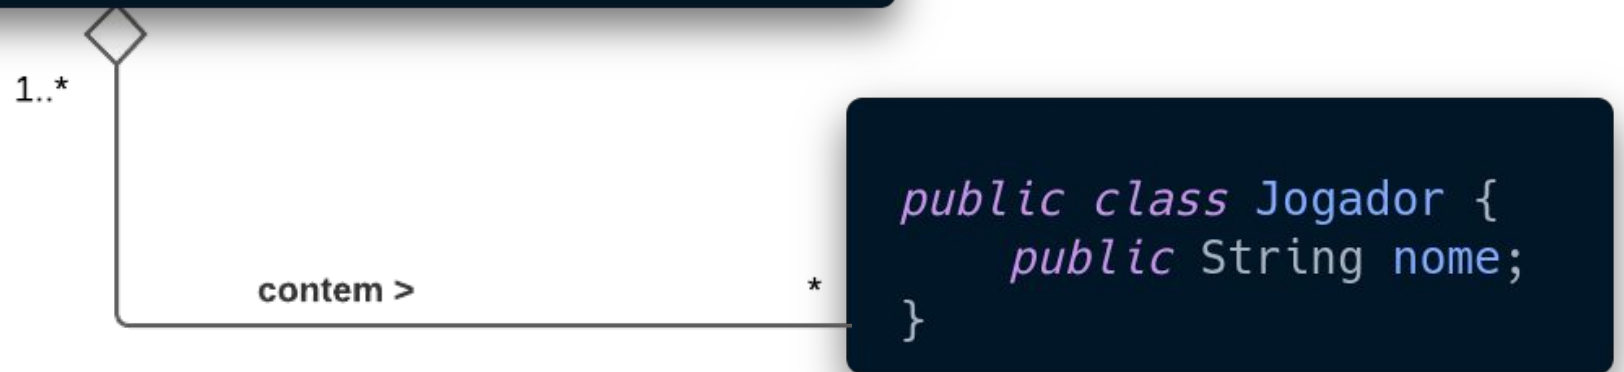 1..*
contem >
*
public class Jogador {
public String nome;
}